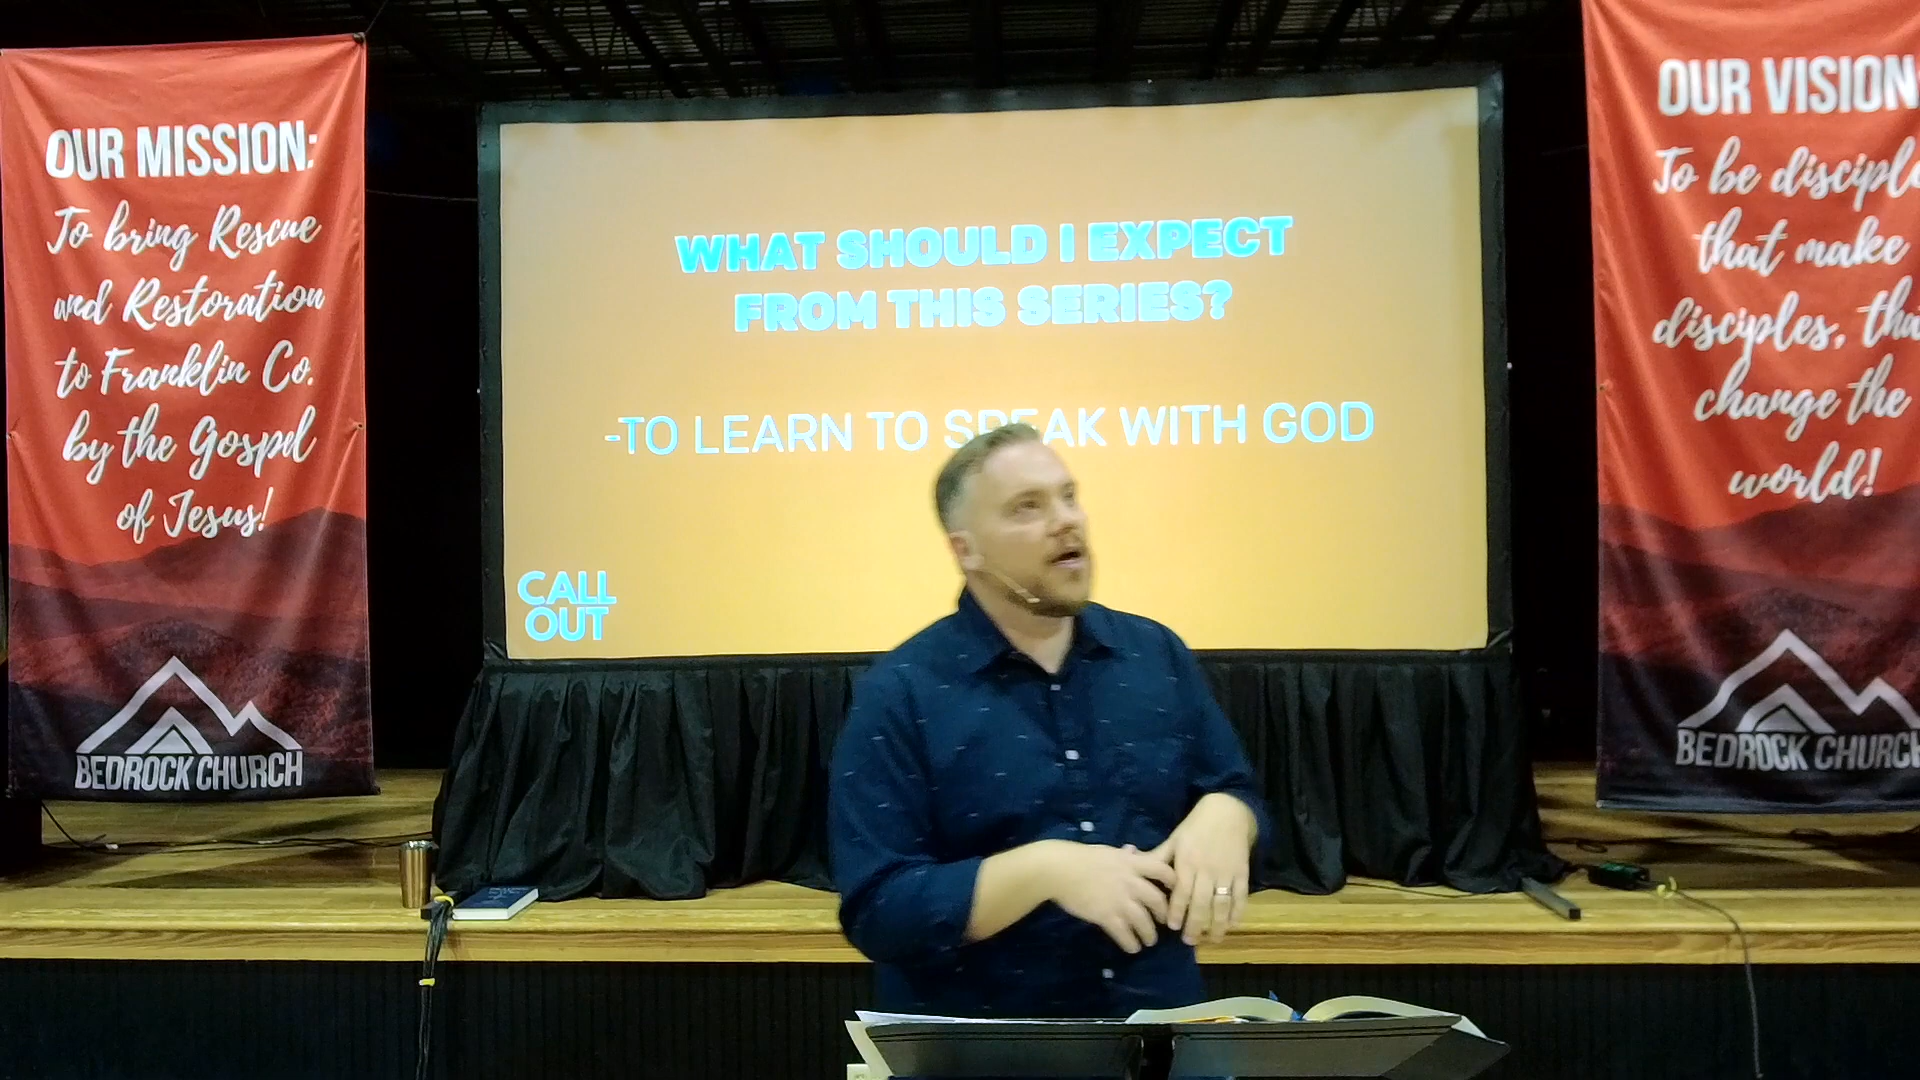 OUR MISSION:
To bring Rescue
and Restoration
to Franklin Co.
by the Gospel
of Jesus!
BEDROCK CHURCH
WHAT SHOULD I EXPECT
FROM THIS SERIES?
-TO LEARN TO SPEAK WITH GOD
CALL
OUT
OUR VISION
To be disciple
that make
disciples, tha
change the
world!
BEDROCK CHURCH